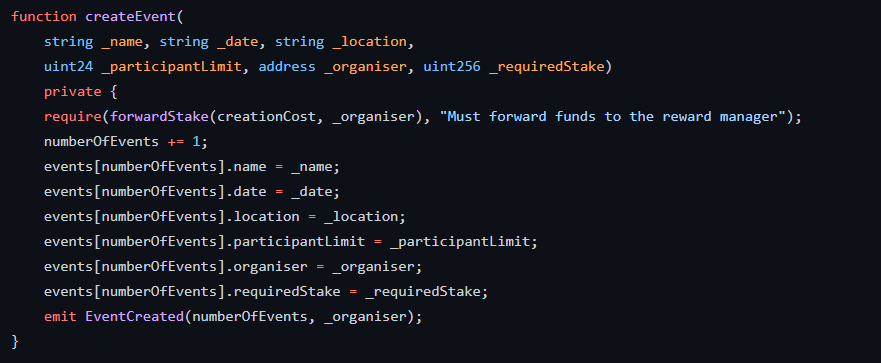 function createEvent(
    string _name, string _date, string _location,
    uint24 _participantLimit, address _organiser, uint256 _requiredStake)
    private {
    require(forwardStake(creationCost, _organiser), "Must forward funds to the reward manager");
    numberOfEvents += 1;
    events[numberOfEvents].name = _name;
    events[numberOfEvents].date = _date;
    events[numberOfEvents].location = _location;
    events[numberOfEvents].participantLimit = _participantLimit;
    events[numberOfEvents].organiser = _organiser;
    events[numberOfEvents].requiredStake = _requiredStake;
    emit EventCreated(numberOfEvents, _organiser);
}